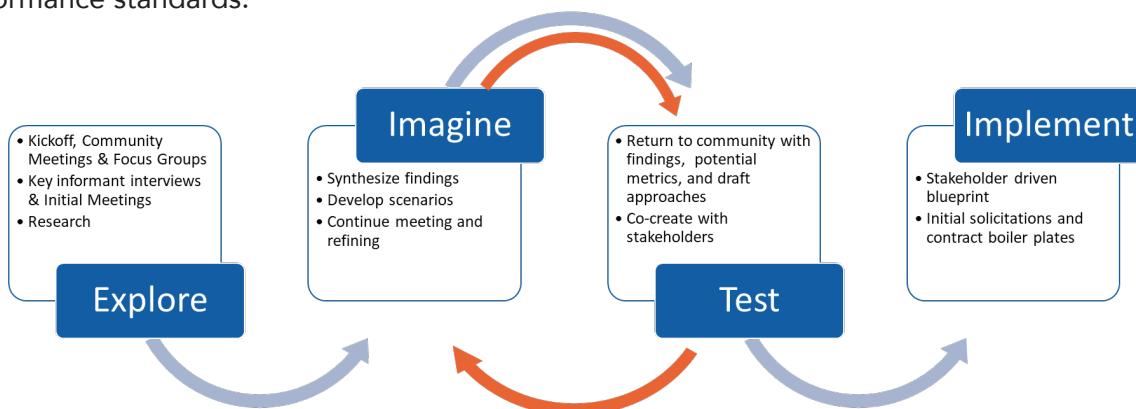 ormance standards.
• Kickoff, Community
Meetings & Focus Groups
• Key informant interviews
& Initial Meetings
• Research
Explore
Imagine
• Synthesize findings
• Develop scenarios
• Continue meeting and
refining
• Return to community with
findings, potential
metrics, and draft
approaches
• Co-create with
stakeholders
Test
Implement
• Stakeholder driven
blueprint
• Initial solicitations and
contract boiler plates